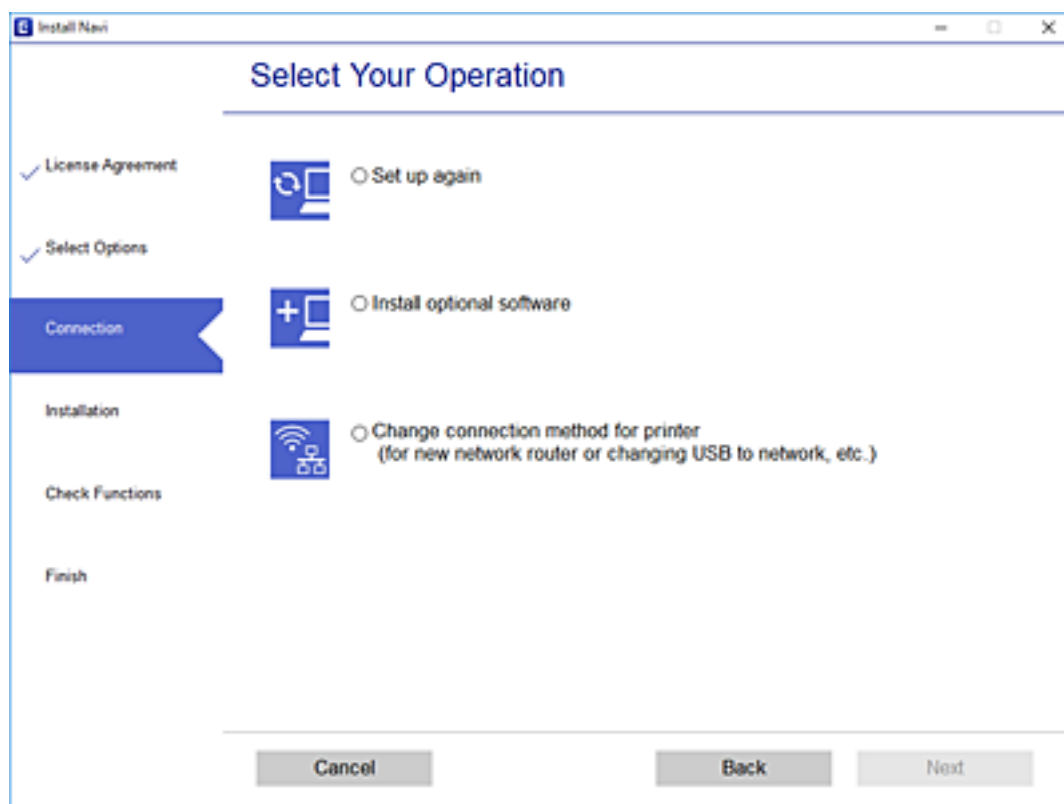 Install Navi
Select Your Operation
License Agreement
Select Options
Connection
Installation
Check Functions
Finish
Set up again
Install optional software
Change connection method for printer
(for new network router or changing USB to network, etc.)
Cancel
Back
Next